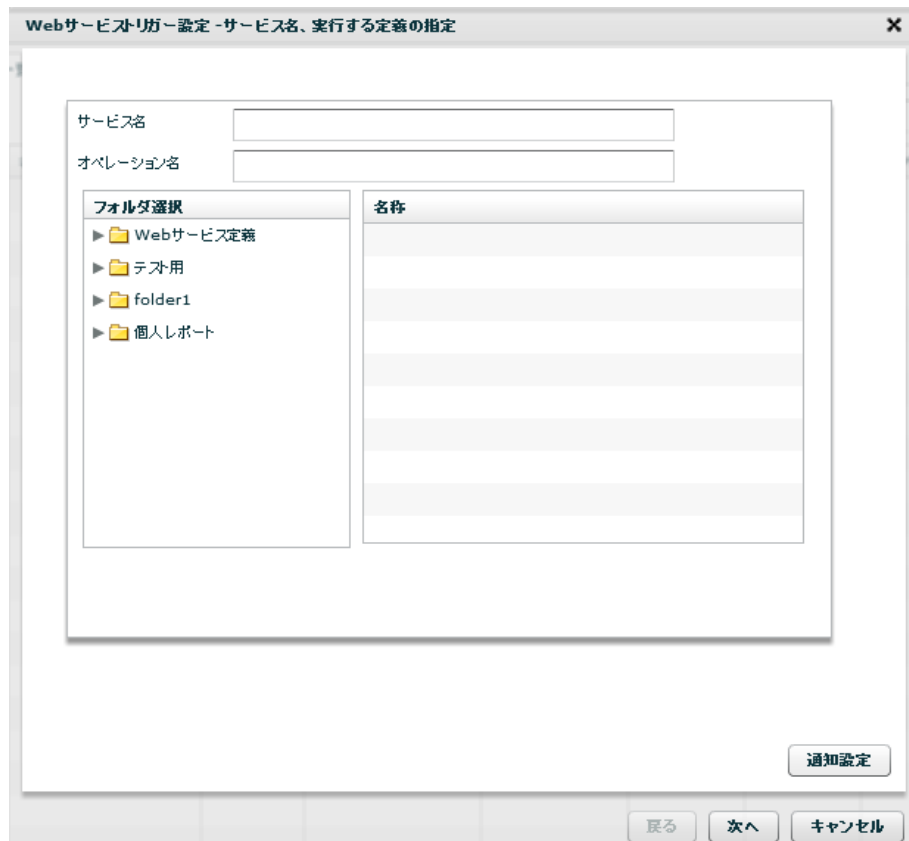 Webサービストリガー設定 -サービス名、実行する定義の指定
サービス名
オペレーション名
フォルダ選択
名称
Webサービス定義
テスト用
folder1
個人レポート
通知設定
戻る
次へ
キャンセル